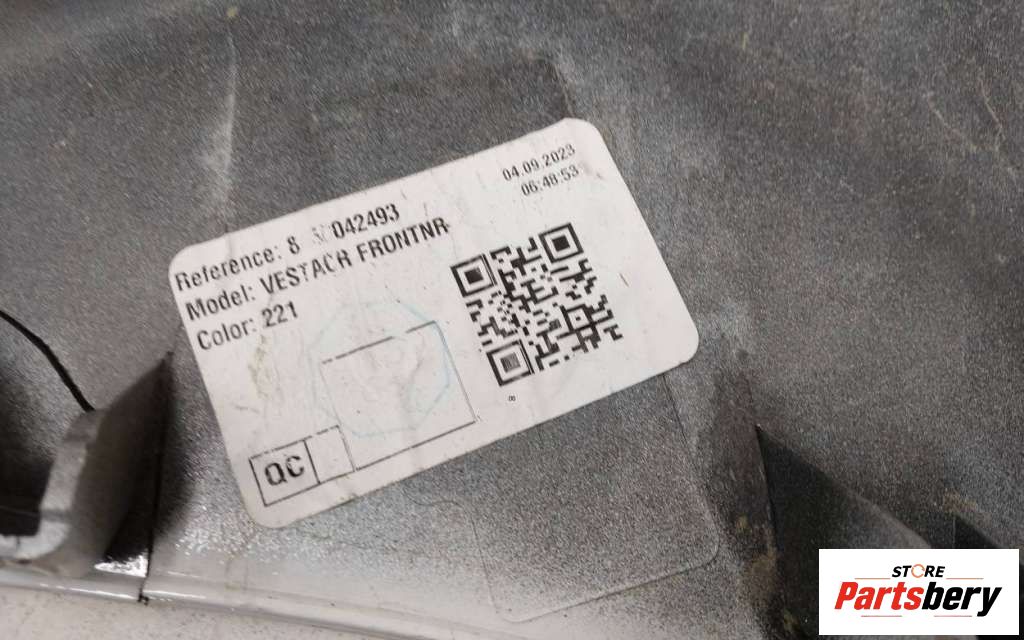 04.09.2023
06:48:53
Reference: 8 042493
Model: VESTACR FRONTNR
Color: 221
QC
STORE
Partsbery